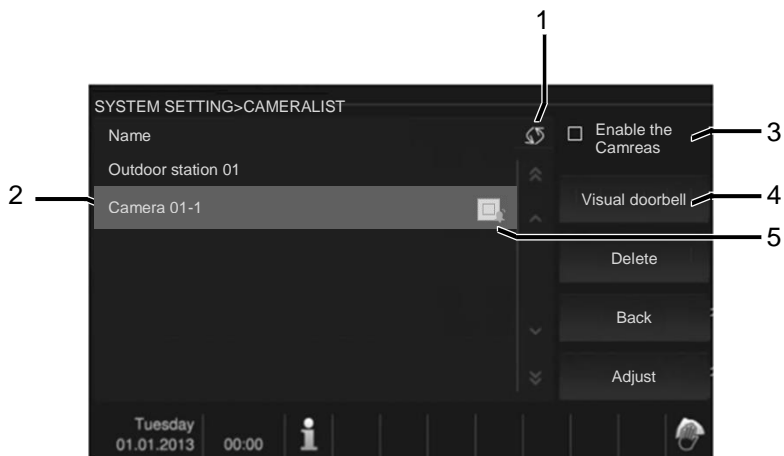 1
SYSTEM SETTING>CAMERALIST
Name
Enable the
Camreas
3
Outdoor station 01
2
Camera 01-1
Visual doorbell
4
5
Delete
Back
Adjust
Tuesday
01.01.2013
00:00
i